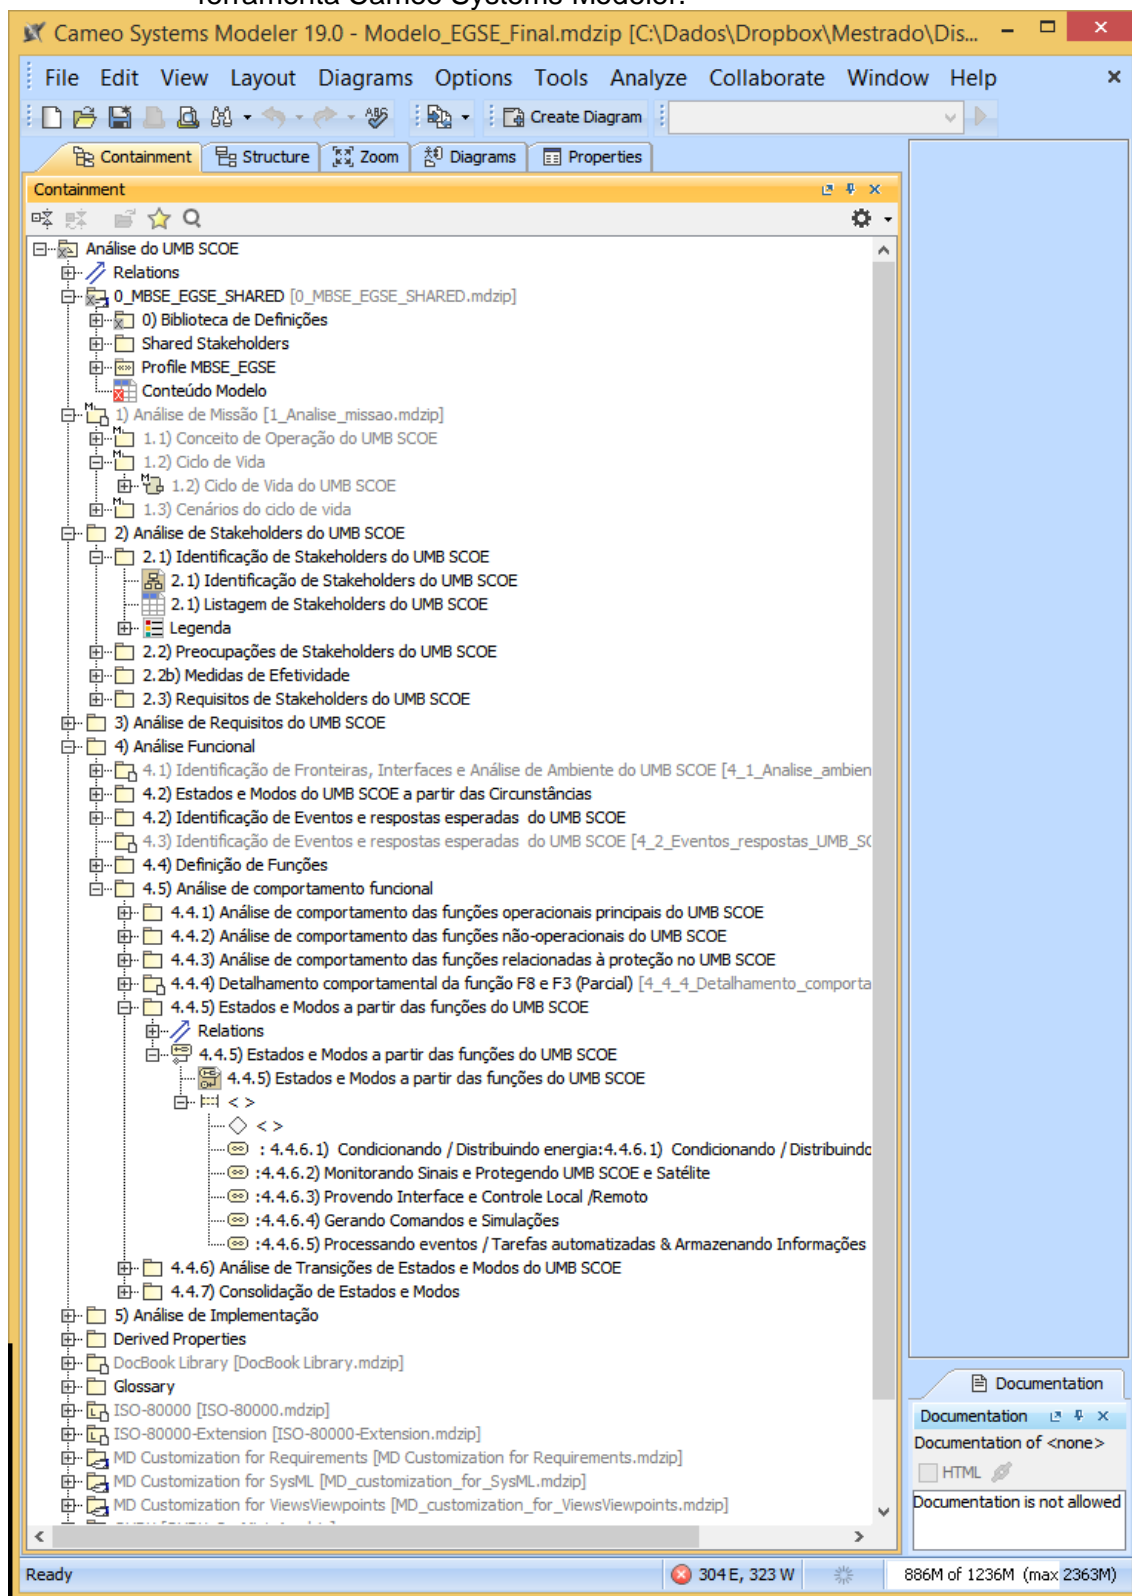 ferramenta Cameo Systems Modeler.
Cameo Systems Modeler 19.0 - Modelo_EGSE_Final.mdzip [C:\Dados\Dropbox\Mestrado\Dis...
File Edit View Layout Diagrams Options Tools Analyze Collaborate Window Help
Create Diagram
Containment Structure Zoom Diagrams Properties
Containment
Análise do UMB SCOE
Relations
0_MBSE_EGSE_SHARED [0_MBSE_EGSE_SHARED.mdzip]
0) Biblioteca de Definições
Shared Stakeholders
Profile MBSE_EGSE
Conteúdo Modelo
1) Análise de Missão [1_Analise_missao.mdzip]
1.1) Conceito de Operação do UMB SCOE
1.2) Ciclo de Vida
1.2) Ciclo de Vida do UMB SCOE
1.3) Cenários do ciclo de vida
2) Análise de Stakeholders do UMB SCOE
2.1) Identificação de Stakeholders do UMB SCOE
2.1) Identificação de Stakeholders do UMB SCOE
2.1) Listagem de Stakeholders do UMB SCOE
Legenda
2.2) Preocupações de Stakeholders do UMB SCOE
2.2b) Medidas de Efetividade
2.3) Requisitos de Stakeholders do UMB SCOE
3) Análise de Requisitos do UMB SCOE
4) Análise Funcional
4.1) Identificação de Fronteiras, Interfaces e Análise de Ambiente do UMB SCOE [4_1_Analise_ambien
4.2) Estados e Modos do UMB SCOE a partir das Circunstâncias
4.2) Identificação de Eventos e respostas esperadas do UMB SCOE
4.3) Identificação de Eventos e respostas esperadas do UMB SCOE [4_2_Eventos_respostas_UMB_SC
4.4) Definição de Funções
4.5) Análise de comportamento funcional
4.4.1) Análise de comportamento das funções operacionais principais do UMB SCOE
4.4.2) Análise de comportamento das funções não-operacionais do UMB SCOE
4.4.3) Análise de comportamento das funções relacionadas à proteção no UMB SCOE
4.4.4) Detalhamento comportamental da função F8 e F3 (Parcial) [4_4_4_Detalhamento_comporta
4.4.5) Estados e Modos a partir das funções do UMB SCOE
Relations
4.4.5) Estados e Modos a partir das funções do UMB SCOE
4.4.5) Estados e Modos a partir das funções do UMB SCOE
< >
< >
: 4.4.6.1) Condicionando / Distribuindo energia:4.4.6.1) Condicionando / Distribuindo
:4.4.6.2) Monitorando Sinais e Protegendo UMB SCOE e Satélite
:4.4.6.3) Provendo Interface e Controle Local /Remoto
:4.4.6.4) Gerando Comandos e Simulações
:4.4.6.5) Processando eventos / Tarefas automatizadas & Armazenando Informações
4.4.6) Análise de Transições de Estados e Modos do UMB SCOE
4.4.7) Consolidação de Estados e Modos
5) Análise de Implementação
Derived Properties
DocBook Library [DocBook Library.mdzip]
Glossary
ISO-80000 [ISO-80000.mdzip]
ISO-80000-Extension [ISO-80000-Extension.mdzip]
MD Customization for Requirements [MD Customization for Requirements.mdzip]
MD Customization for SysML [MD_customization_for_SysML.mdzip]
MD Customization for ViewsViewpoints [MD_customization_for_ViewsViewpoints.mdzip]
Documentation
Documentation
Documentation of <none>
HTML
Documentation is not allowed
Ready 304 E, 323 W 886M of 1236M (max 2363M)